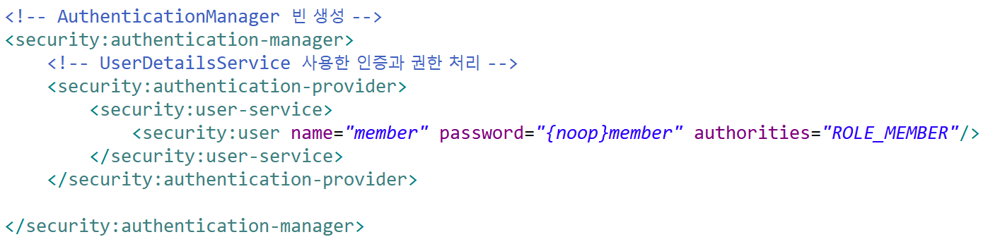 <!-- AuthenticationManager 빈 생성 -->
<security:authentication-manager>
<!-- UserDetailsService 사용한 인증과 권한 처리 -->
<security:authentication-provider>
<security:user-service>
<security:user name="member" password="{noop}member" authorities="ROLE_MEMBER"/>
</security:user-service>
</security:authentication-provider>
</security:authentication-manager>